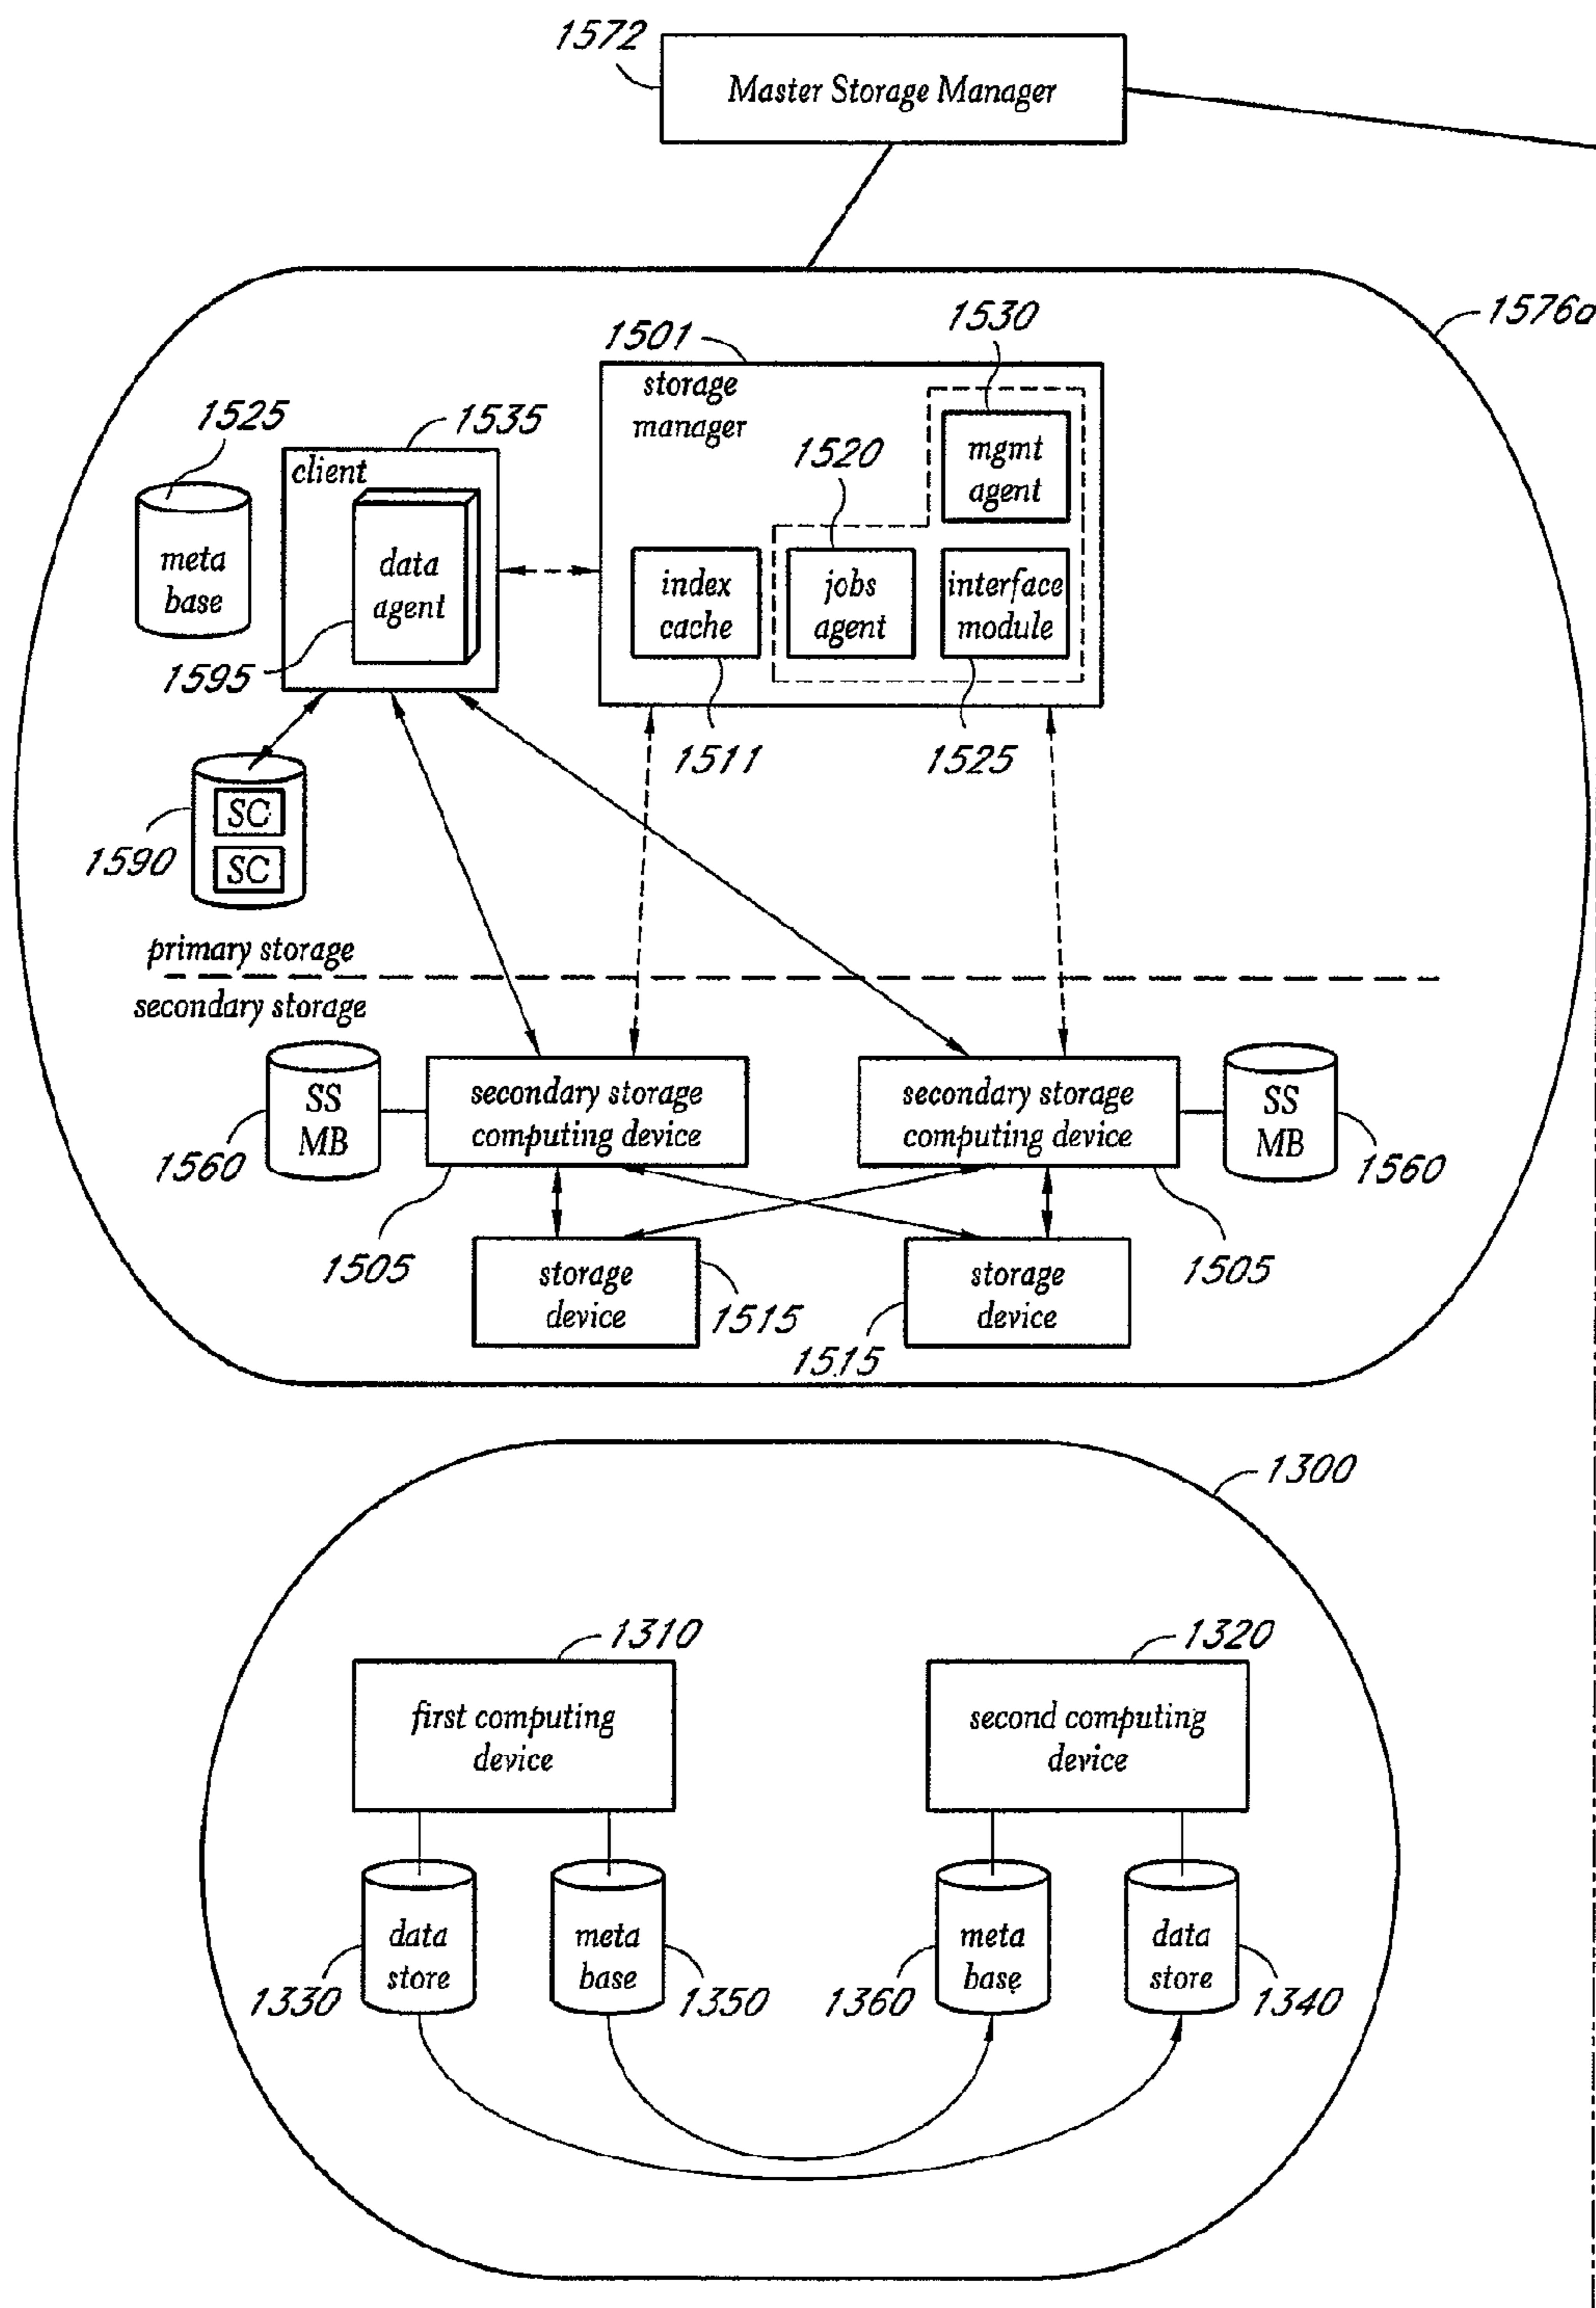 1572
Master Storage Manager
1576a
1501
1530
storage
manager
1525
1535
1520
mgmt
agent
client
meta
base
data
agent
index
cache
jobs
agent
interface
module
1595
1511
1525
SC
SC
1590
primary storage
secondary storage
SS
MB
secondary storage
computing device
secondary storage
computing device
SS
MB
1560
1560
1505
storage
device
1515
storage
device
1505
1515
1300
1310
1320
first computing
device
second computing
device
data
store
meta
base
meta
base
data
store
1330
1350
1360
1340